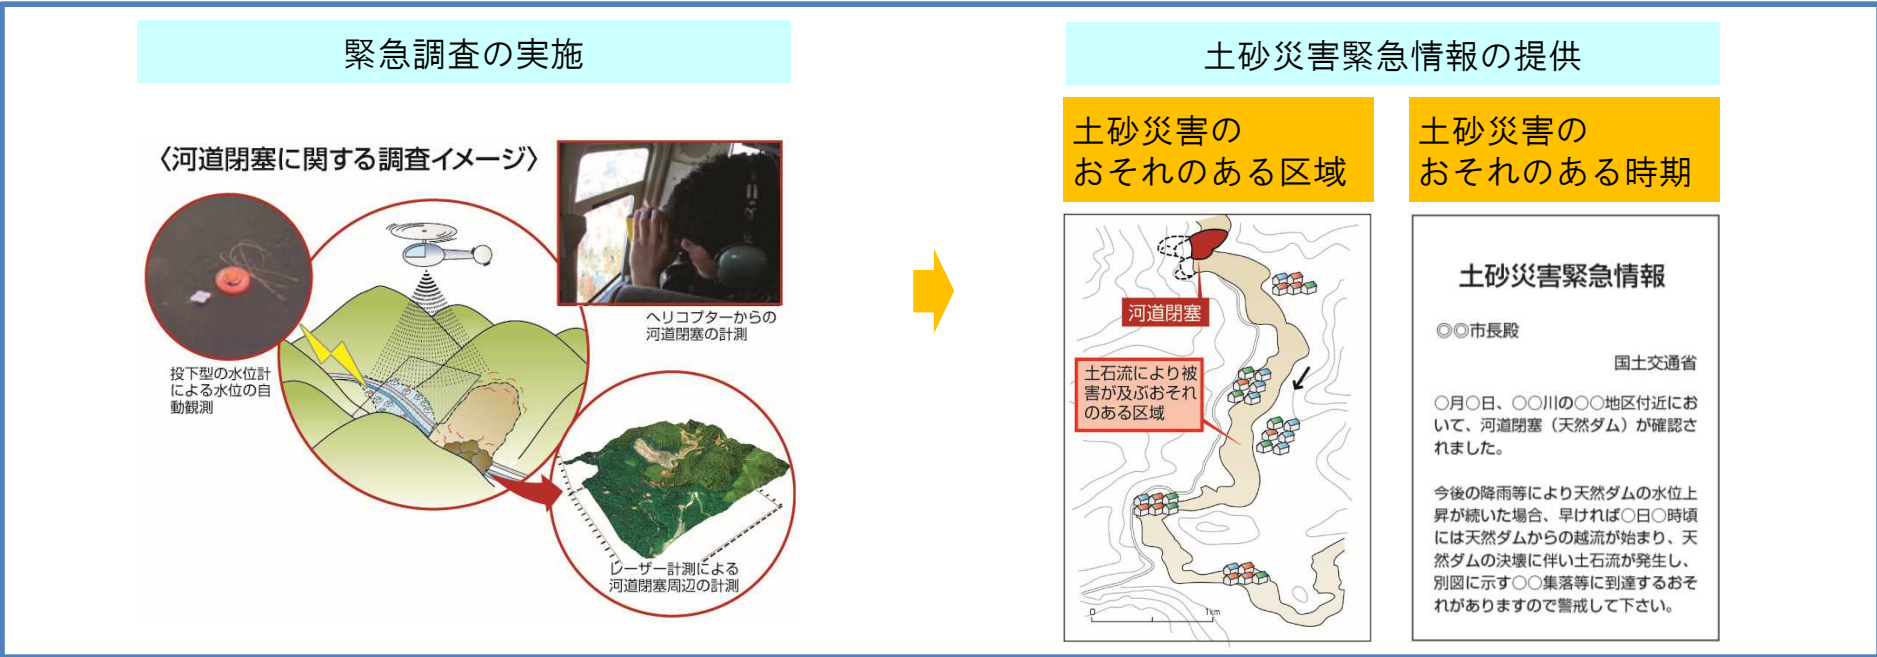 緊急調査の実施
〈河道閉塞に関する調査イメージ〉
ヘリコプターからの
河道閉塞の計測
投下型の水位計
による水位の自
動観測
レーザー計測による
河道閉塞周辺の計測
土砂災害緊急情報の提供
土砂災害の
おそれのある区域
河道閉塞
土石流により被
害が及ぶおそれ
のある区域
0 1km
土砂災害の
おそれのある時期
土砂災害緊急情報
◎◎市長殿
国土交通省
○月○日、○○川の○○地区付近にお
いて、河道閉塞（天然ダム）が確認さ
れました。
今後の降雨等により天然ダムの水位上
昇が続いた場合、早ければ○日○時頃
には天然ダムからの越流が始まり、天
然ダムの決壊に伴い土石流が発生し、
別図に示す○○集落等に到達するおそ
れがありますので警戒して下さい。